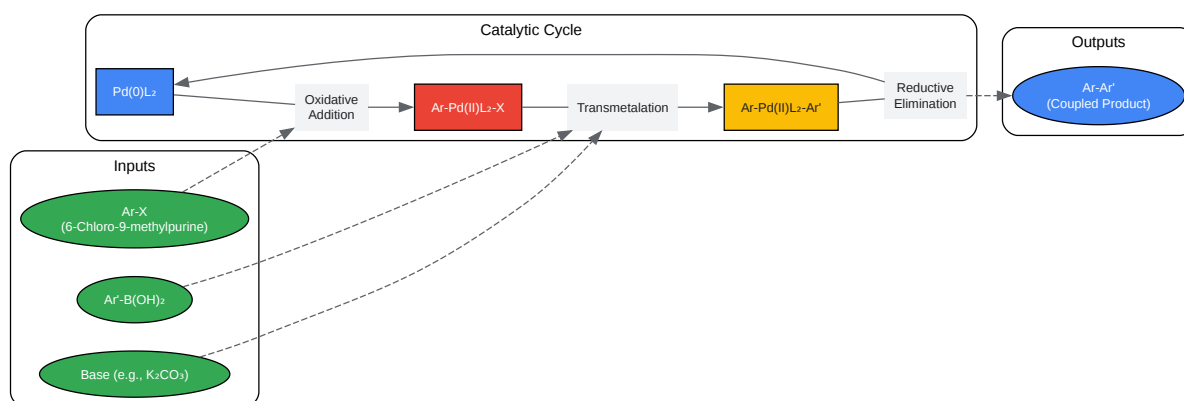 Catalytic Cycle
Outputs
Pd(0)L₂
Oxidative
Addition
Ar-Pd(II)L₂-X
Transmetalation
Ar-Pd(II)L₂-Ar'
Reductive
Elimination
Ar-Ar'
(Coupled Product)
Inputs
Ar-X
(6-Chloro-9-methylpurine)
Ar'-B(OH)₂
Base (e.g., K₂CO₃)